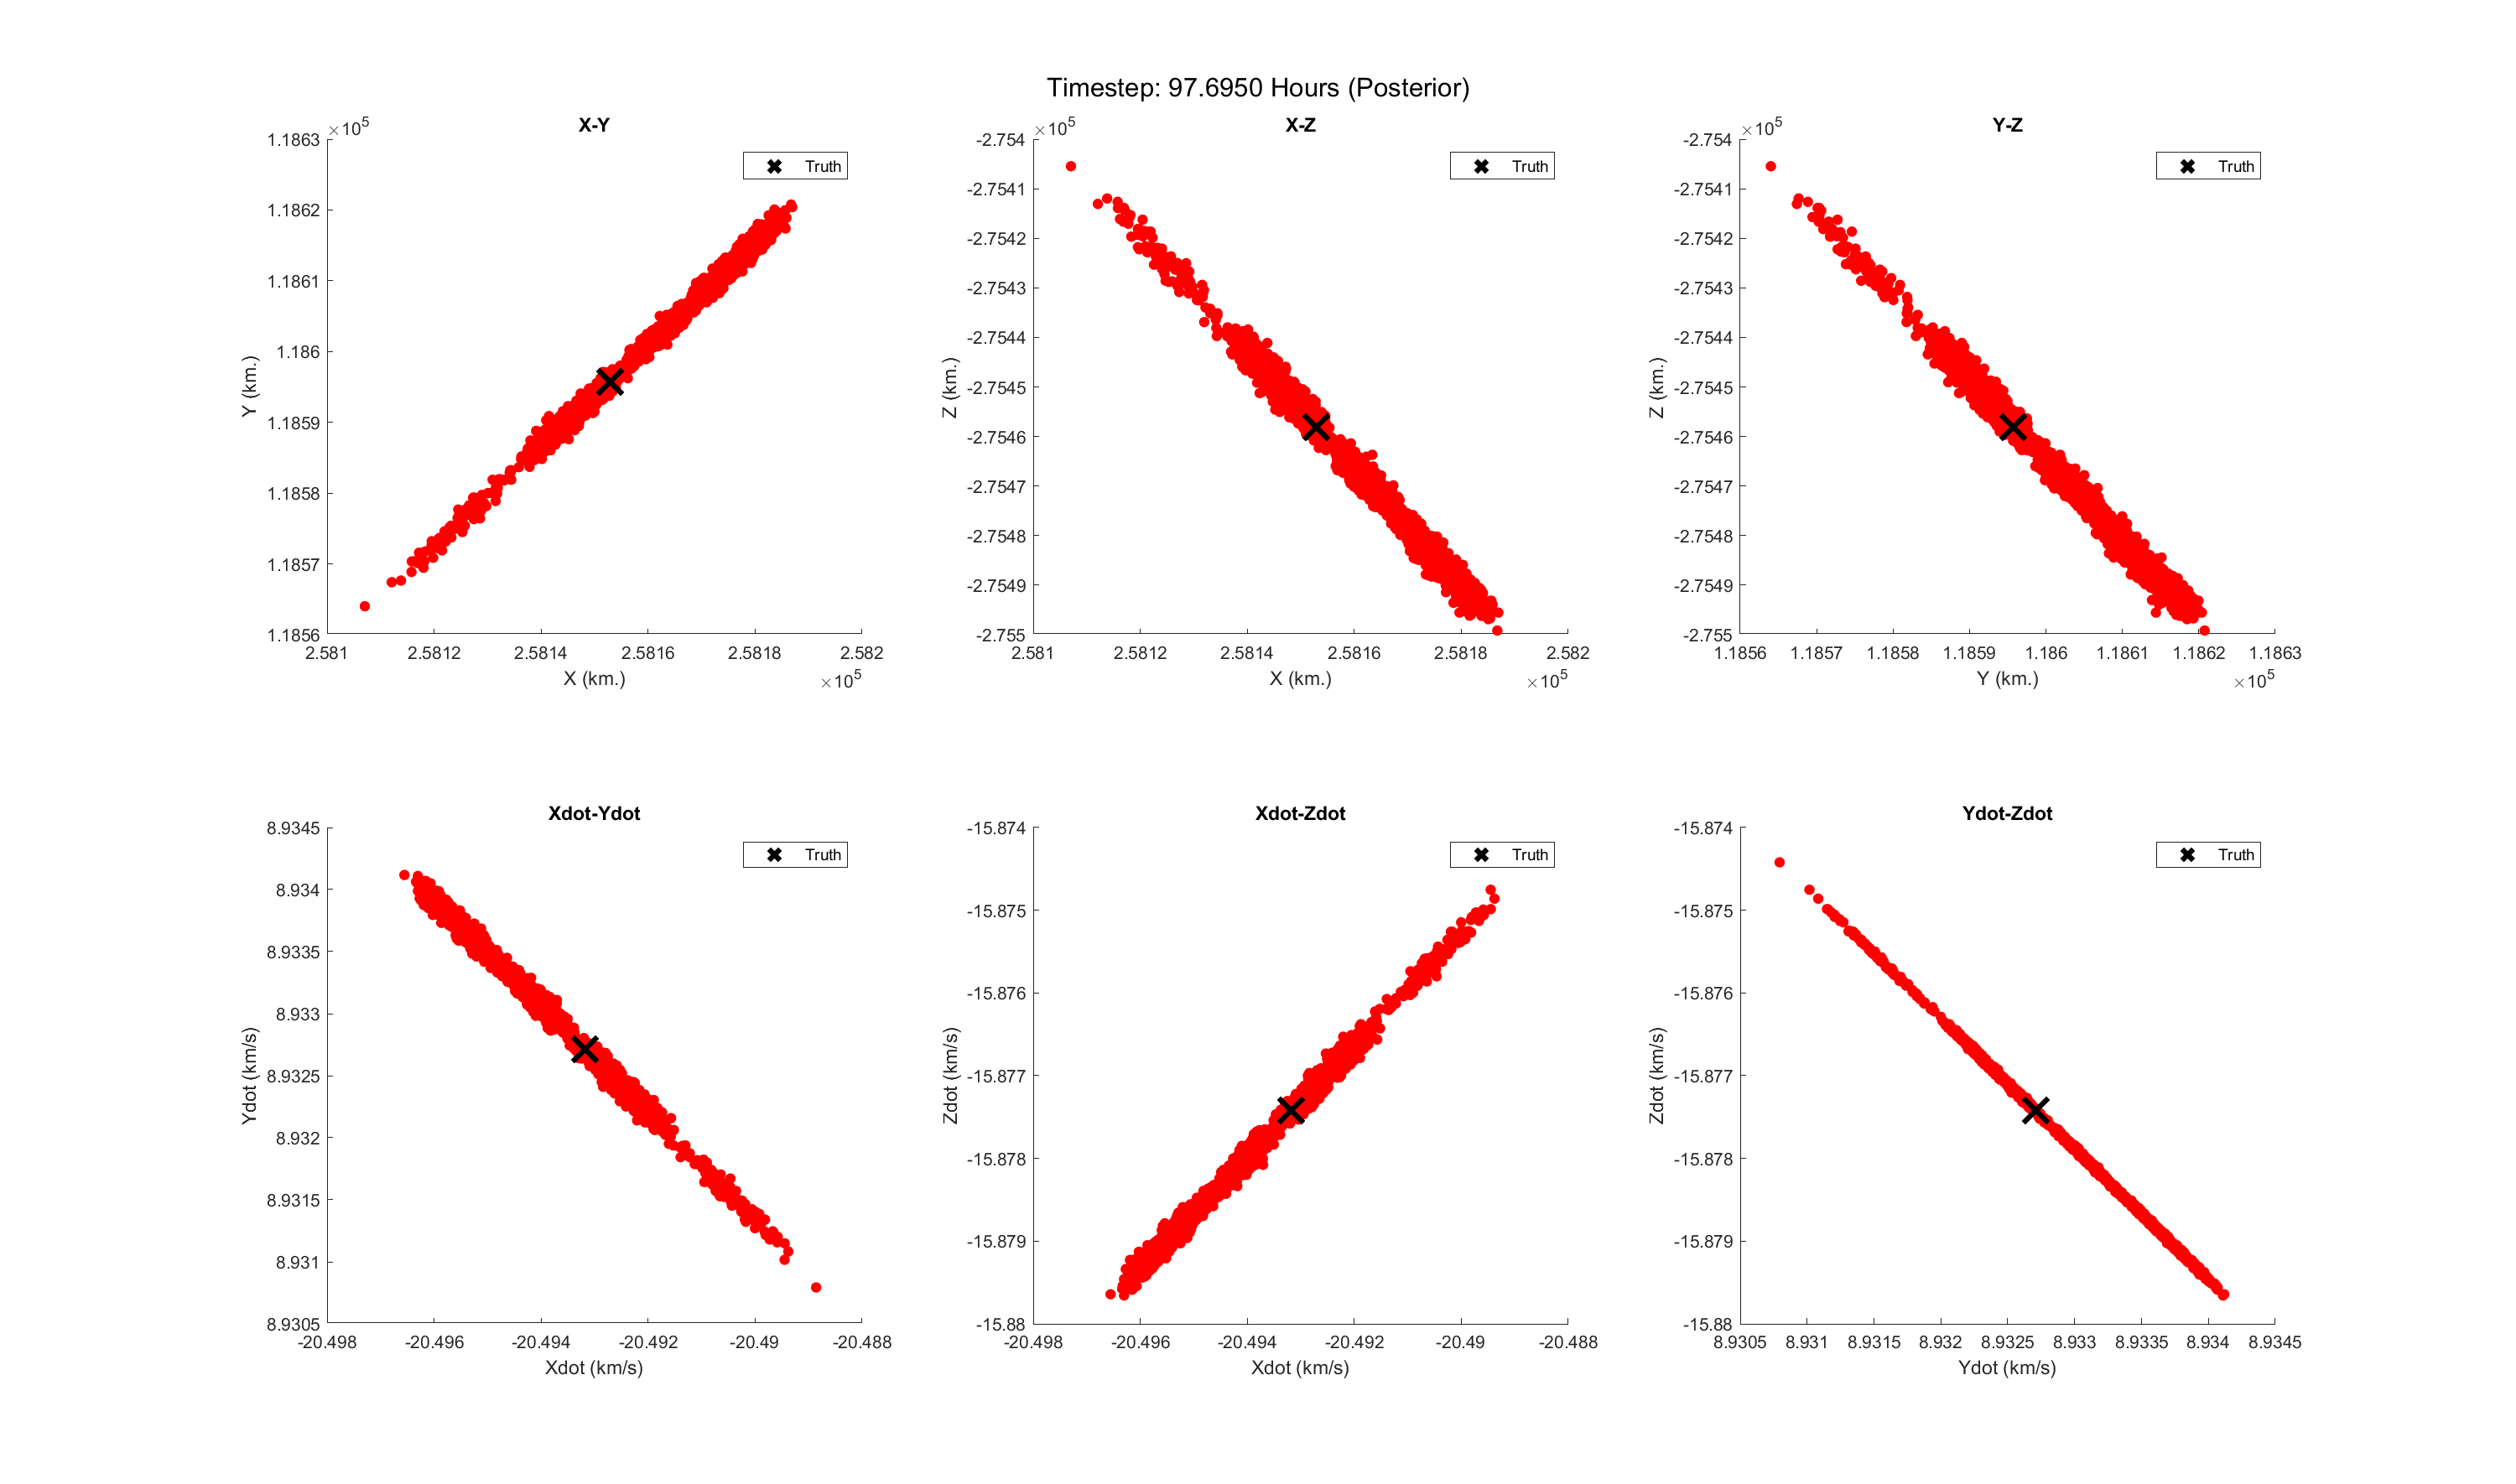 Timestep: 97.6950 Hours (Posterior)
X-Y
×10^5
1.1863
1.1862
1.1861
1.186
1.1859
1.1858
1.1857
1.1856
Y (km.)
Truth
2.581 2.5812 2.5814 2.5816 2.5818 2.582
X (km.)
×10^5
X-Z
×10^5
-2.754
-2.7541
-2.7542
-2.7543
-2.7544
-2.7545
-2.7546
-2.7547
-2.7548
-2.7549
-2.755
Z (km.)
Truth
2.581 2.5812 2.5814 2.5816 2.5818 2.582
X (km.)
×10^5
Y-Z
×10^5
-2.754
-2.7541
-2.7542
-2.7543
-2.7544
-2.7545
-2.7546
-2.7547
-2.7548
-2.7549
-2.755
Z (km.)
Truth
1.1856 1.1857 1.1858 1.1859 1.186 1.1861 1.1862 1.1863
Y (km.)
×10^5
Xdot-Ydot
8.9345
8.934
8.9335
8.933
8.9325
8.932
8.9315
8.931
8.9305
Ydot (km/s)
Truth
-20.498 -20.496 -20.494 -20.492 -20.49 -20.488
Xdot (km/s)
Xdot-Zdot
-15.874
-15.875
-15.876
-15.877
-15.878
-15.879
-15.88
Zdot (km/s)
Truth
-20.498 -20.496 -20.494 -20.492 -20.49 -20.488
Xdot (km/s)
Ydot-Zdot
-15.874
-15.875
-15.876
-15.877
-15.878
-15.879
-15.88
Zdot (km/s)
Truth
8.9305 8.931 8.9315 8.932 8.9325 8.933 8.9335 8.934 8.9345
Ydot (km/s)